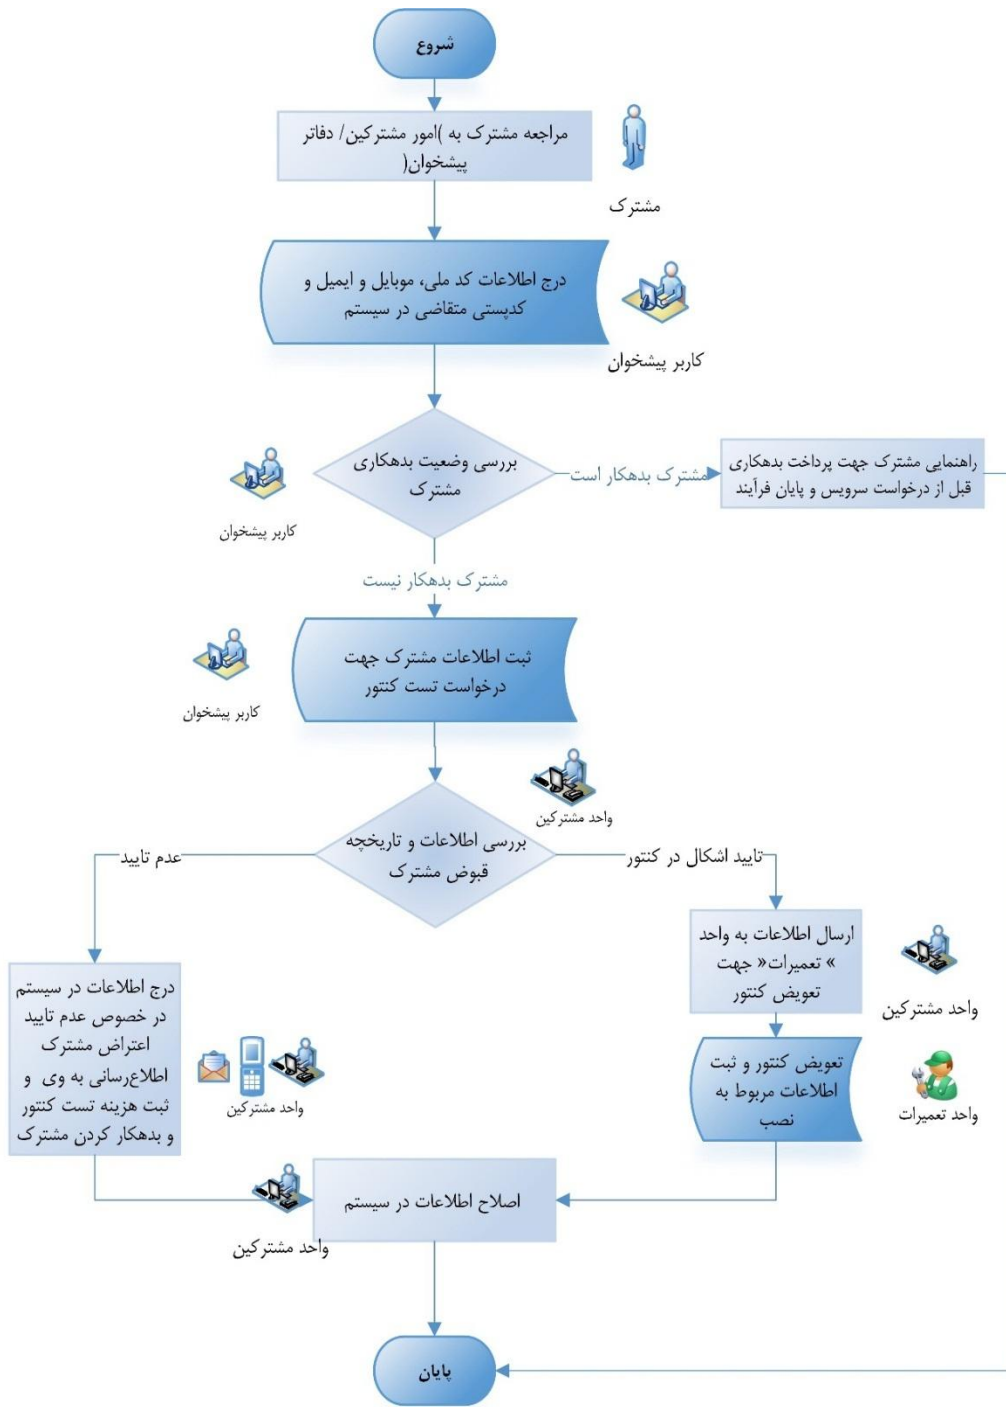 شروع
مراجعه مشترک به )امور مشترکین/ دفاتر
پیشخوان(
مشترک
درج اطلاعات کد ملی، موبایل و ایمیل و
کدپستی متقاضی در سیستم
کاربر پیشخوان
بررسی وضعیت بدهکاری
مشترک
کاربر پیشخوان
مشترک بدهکار است
راهنمایی مشترک جهت پرداخت بدهکاری
قبل از درخواست سرویس و پایان فرآیند
مشترک بدهکار نیست
ثبت اطلاعات مشترک جهت
درخواست تست کنتور
کاربر پیشخوان
واحد مشترکین
بررسی اطلاعات و تاریخچه
قبوض مشترک
تایید اشکال در کنتور
عدم تایید
ارسال اطلاعات به واحد
» تعمیرات« جهت
تعویض کنتور
واحد مشترکین
درج اطلاعات در سیستم
در خصوص عدم تایید
اعتراض مشترک
اطلاع‌رسانی به وی و
ثبت هزینه تست کنتور
و بدهکار کردن مشترک
واحد مشترکین
تعویض کنتور و ثبت
اطلاعات مربوط به
نصب
واحد تعمیرات
اصلاح اطلاعات در سیستم
واحد مشترکین
پایان